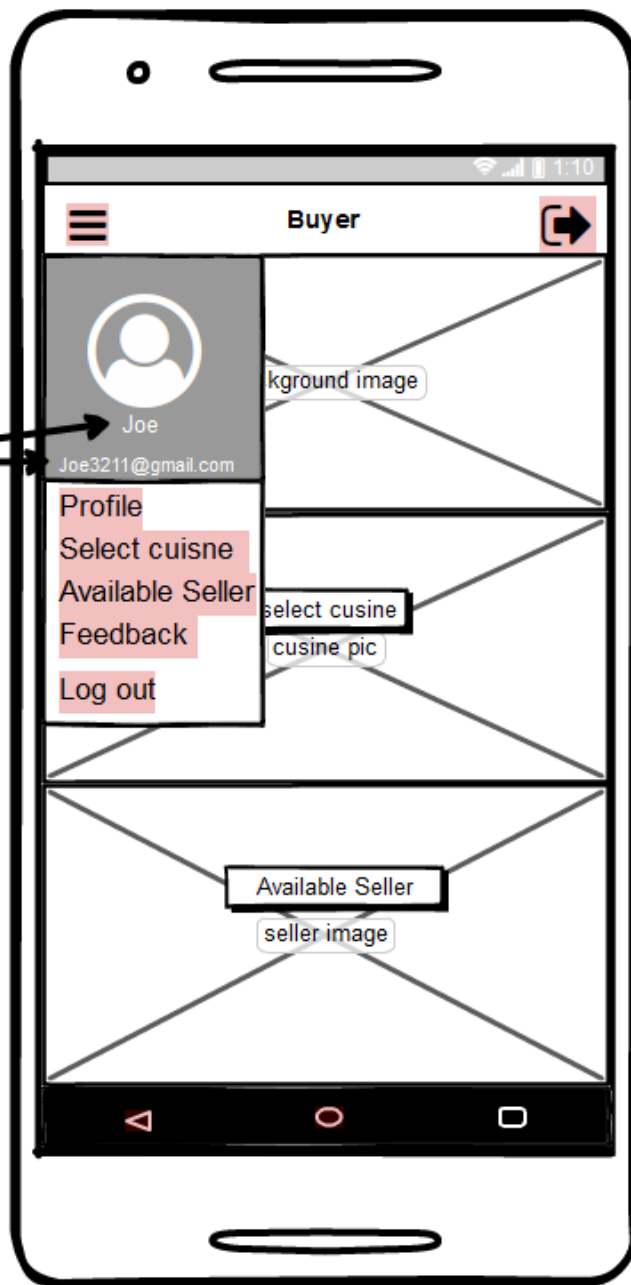 1:10
Buyer
kground image
Joe
Joe3211@gmail.com
Profile
Select cuisne
Available Seller
Feedback
Log out
select cusine
cusine pic
Available Seller
seller image